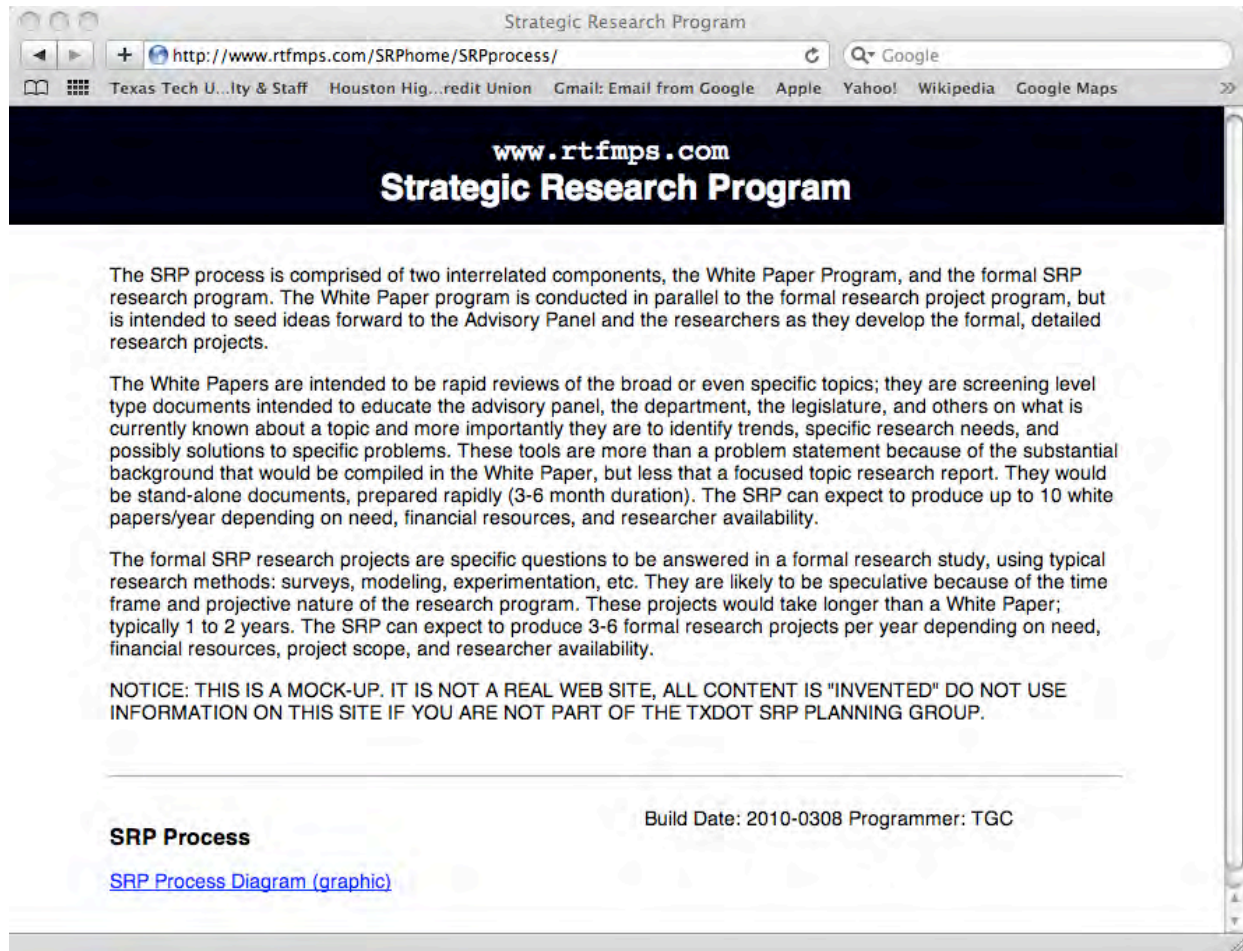 Strategic Research Program
http://www.rtfmps.com/SRPhome/SRPprocess/
Google
Texas Tech U...lty & Staff Houston Hig...redit Union Gmail: Email from Google Apple Yahoo! Wikipedia Google Maps
www.rtfmps.com
Strategic Research Program
The SRP process is comprised of two interrelated components, the White Paper Program, and the formal SRP
research program. The White Paper program is conducted in parallel to the formal research project program, but
is intended to seed ideas forward to the Advisory Panel and the researchers as they develop the formal, detailed
research projects.
The White Papers are intended to be rapid reviews of the broad or even specific topics; they are screening level
type documents intended to educate the advisory panel, the department, the legislature, and others on what is
currently known about a topic and more importantly they are to identify trends, specific research needs, and
possibly solutions to specific problems. These tools are more than a problem statement because of the substantial
background that would be compiled in the White Paper, but less that a focused topic research report. They would
be stand-alone documents, prepared rapidly (3-6 month duration). The SRP can expect to produce up to 10 white
papers/year depending on need, financial resources, and researcher availability.
The formal SRP research projects are specific questions to be answered in a formal research study, using typical
research methods: surveys, modeling, experimentation, etc. They are likely to be speculative because of the time
frame and projective nature of the research program. These projects would take longer than a White Paper;
typically 1 to 2 years. The SRP can expect to produce 3-6 formal research projects per year depending on need,
financial resources, project scope, and researcher availability.
NOTICE: THIS IS A MOCK-UP. IT IS NOT A REAL WEB SITE, ALL CONTENT IS "INVENTED" DO NOT USE
INFORMATION ON THIS SITE IF YOU ARE NOT PART OF THE TXDOT SRP PLANNING GROUP.
Build Date: 2010-0308 Programmer: TGC
SRP Process
SRP Process Diagram (graphic)